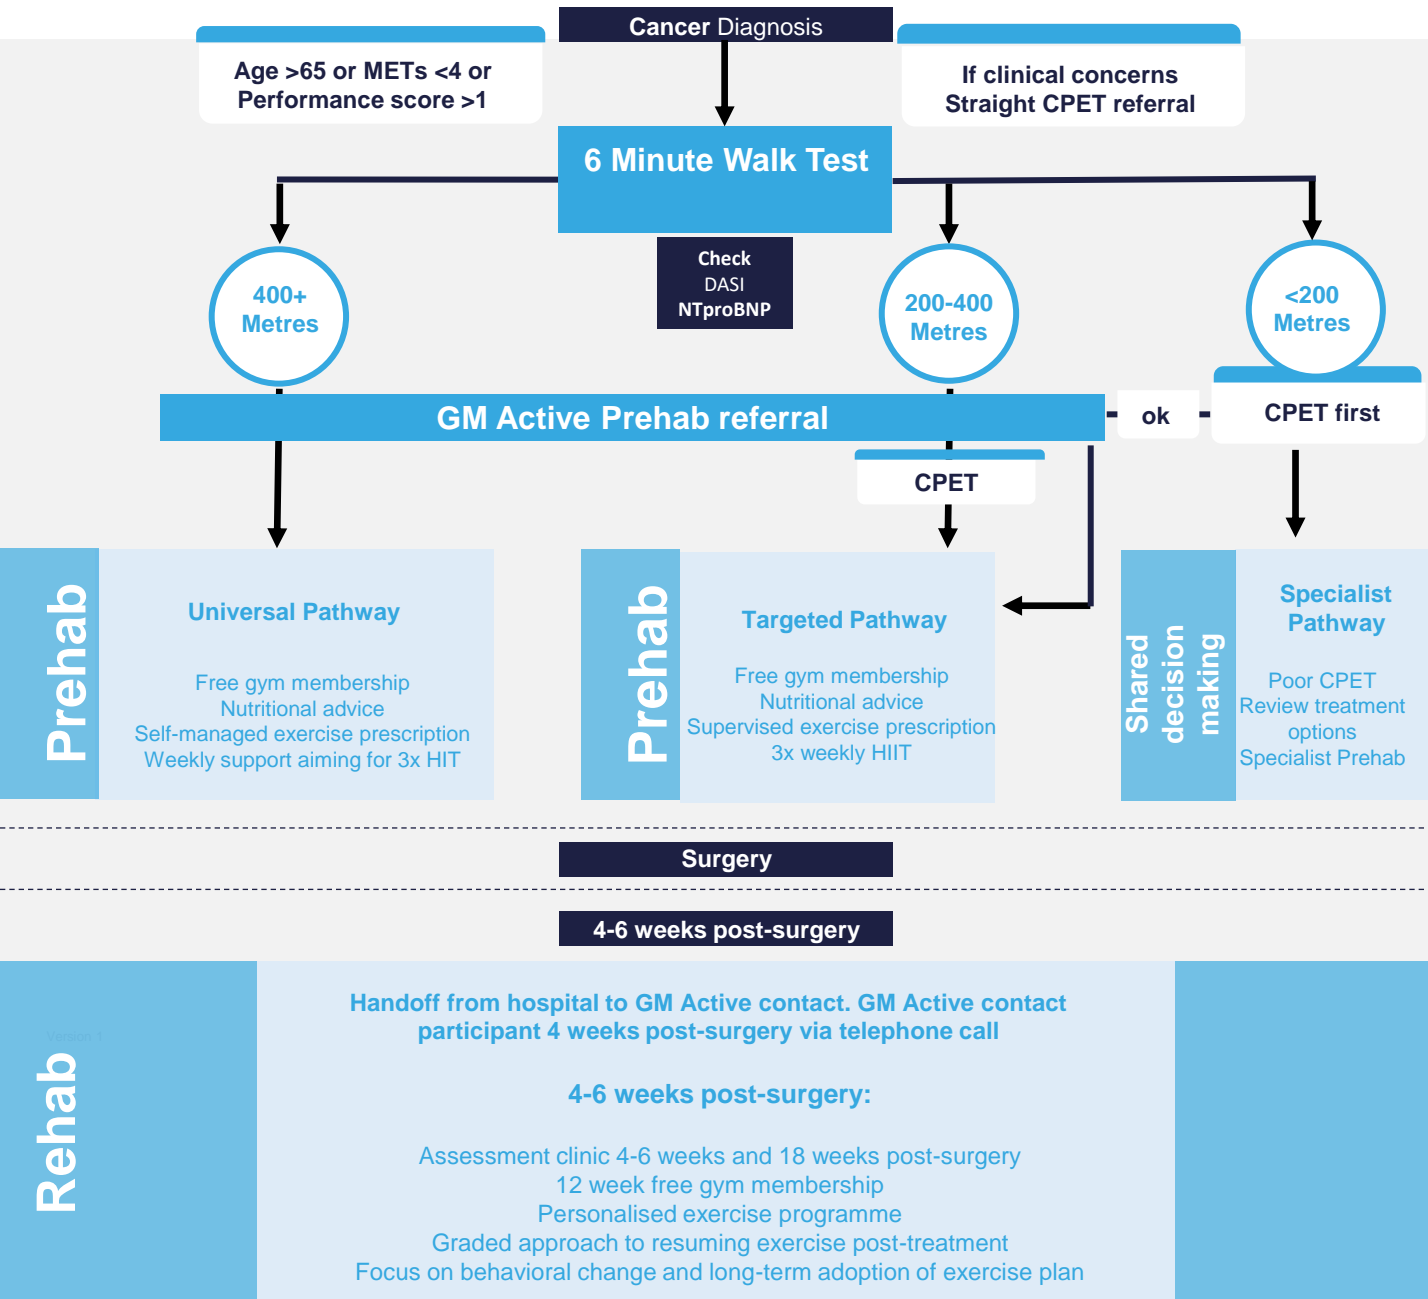 Cancer Diagnosis
Age >65 or METs <4 or
Performance score >1
If clinical concerns
Straight CPET referral
6 Minute Walk Test
Check
DASI
NTproBNP
400+
Metres
200-400
Metres
<200
Metres
GM Active Prehab referral
ok
CPET first
CPET
Prehab
Universal Pathway
Free gym membership
Nutritional advice
Self-managed exercise prescription
Weekly support aiming for 3x HIT
Prehab
Targeted Pathway
Free gym membership
Nutritional advice
Supervised exercise prescription
3x weekly HIIT
Shared
decision
making
Specialist
Pathway
Poor CPET
Review treatment
options
Specialist Prehab
Surgery
4-6 weeks post-surgery
Version 1
Rehab
Handoff from hospital to GM Active contact. GM Active contact
participant 4 weeks post-surgery via telephone call
4-6 weeks post-surgery:
Assessment clinic 4-6 weeks and 18 weeks post-surgery
12 week free gym membership
Personalised exercise programme
Graded approach to resuming exercise post-treatment
Focus on behavioral change and long-term adoption of exercise plan